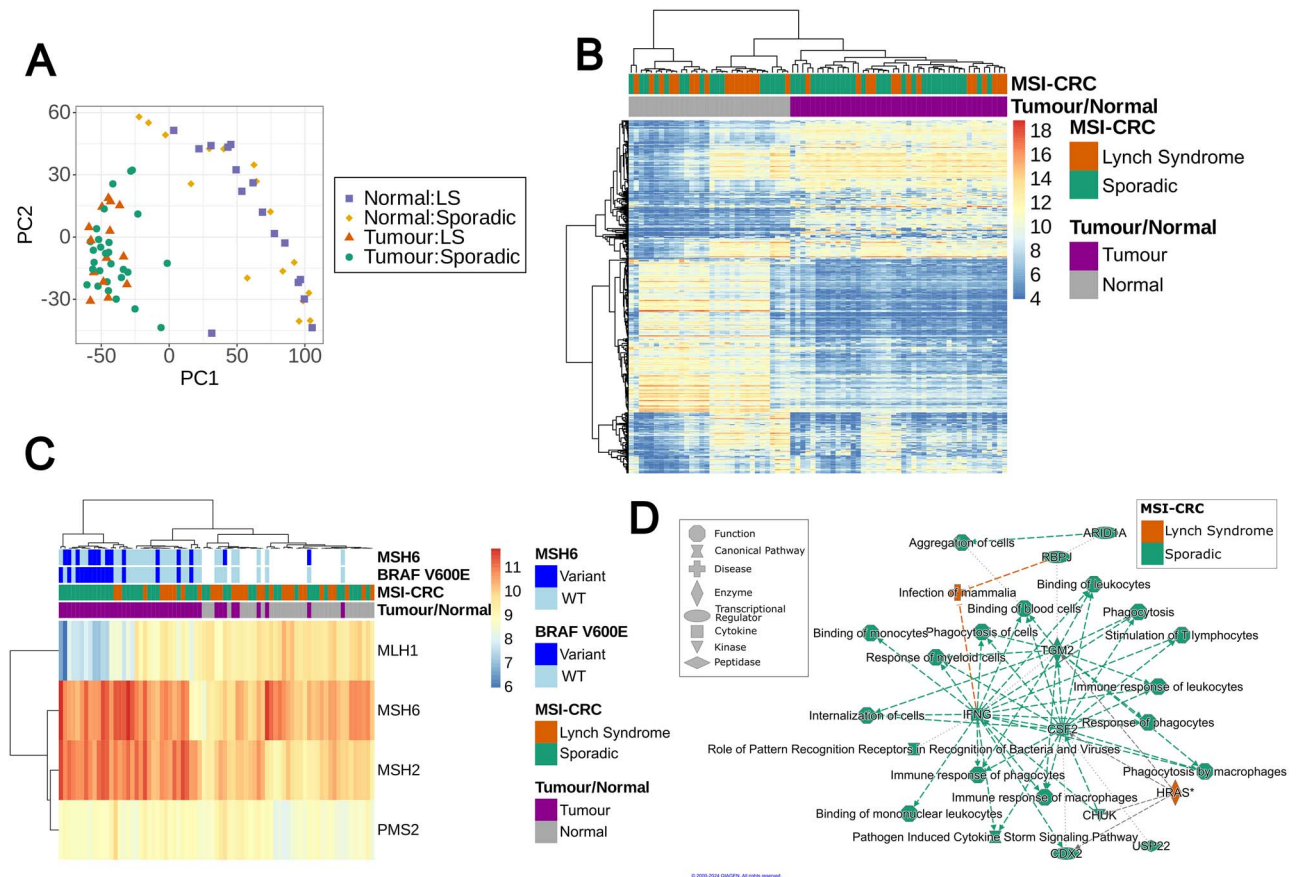 A
60
30
0
-30
PC2
-50
0
50
100
PC1
Normal:LS
Normal:Sporadic
Tumour:LS
Tumour:Sporadic
B
MSI-CRC
Tumour/Normal
18
16
14
12
10
8
6
4
MSI-CRC
Lynch Syndrome
Sporadic
Tumour/Normal
Tumour
Normal
C
MSH6
BRAF V600E
MSI-CRC
Tumour/Normal
MLH1
MSH6
MSH2
PMS2
11
10
9
8
7
6
MSH6
Variant
WT
BRAF V600E
Variant
WT
MSI-CRC
Lynch Syndrome
Sporadic
Tumour/Normal
Tumour
Normal
D
Function
Canonical Pathway
Disease
Enzyme
Transcriptional
Regulator
Cytokine
Kinase
Peptidase
MSI-CRC
Lynch Syndrome
Sporadic
ARID1A
Aggregation of cells
RBPJ
Infection of mammalia
Binding of leukocytes
Binding of blood cells
Phagocytosis
Binding of monocytes
Phagocytosis of cells
Stimulation of T lymphocytes
TGM2
Response of myeloid cells
Immune response of leukocytes
Internalization of cells
IFNG
CSF2
Response of phagocytes
Role of Pattern Recognition Receptors in Recognition of Bacteria and Viruses
Immune response of phagocytes
Phagocytosis by macrophages
HRAS*
Immune response of macrophages
Binding of mononuclear leukocytes
CHUK
Pathogen Induced Cytokine Storm Signaling Pathway
USP22
CDX2
© 2000-2024 QIAGEN. All rights reserved.